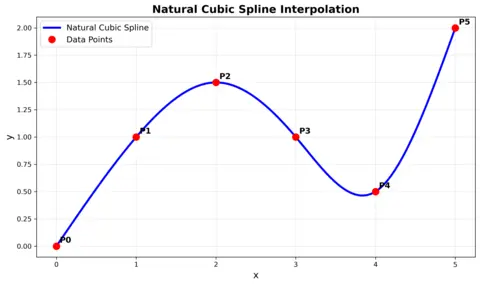 Natural Cubic Spline Interpolation
Natural Cubic Spline
Data Points
P5
P2
P1
P3
P4
P0
y
2.00
1.75
1.50
1.25
1.00
0.75
0.50
0.25
0.00
0 1 2 3 4 5
x